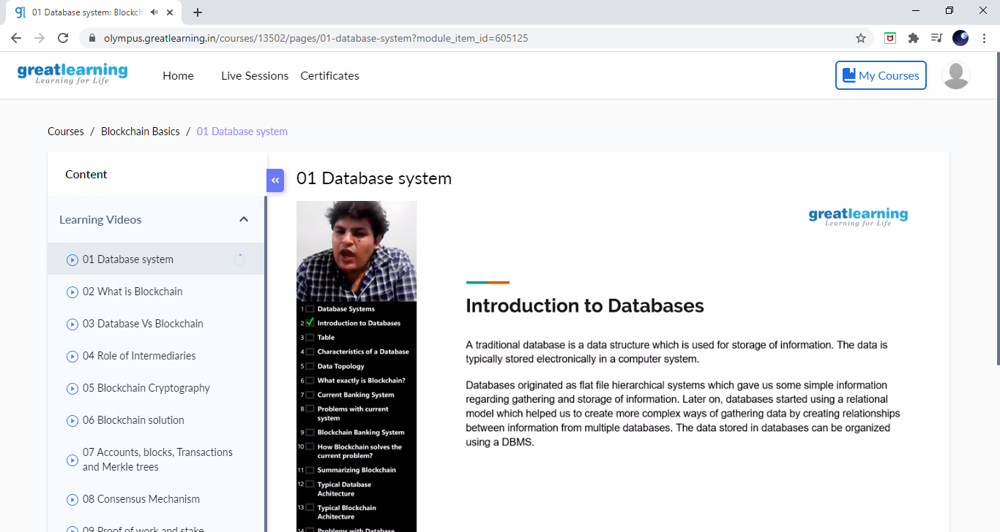 01 Database system: Blockch
olympus.greatlearning.in/courses/13502/pages/01-database-system?module_item_id=605125
greatlearning
Learning for Life
Home
Live Sessions
Certificates
My Courses
Courses / Blockchain Basics / 01 Database system
Content
«
Learning Videos
01 Database system
02 What is Blockchain
03 Database Vs Blockchain
04 Role of Intermediaries
05 Blockchain Cryptography
06 Blockchain solution
07 Accounts, blocks, Transactions
and Merkle trees
08 Consensus Mechanism
09 Proof of work and stake
01 Database system
1 Database Systems
2 Introduction to Databases
3 Table
4 Characteristics of a Database
5 Data Topology
6 What exactly is Blockchain?
7 Current Banking System
8 Problems with current
system
9 Blockchain Banking System
10 How Blockchain solves the
current problem?
11 Summarizing Blockchain
12 Typical Database
Achitecture
13 Typical Blockchain
Achitecture
14 Problems with Database
greatlearning
Learning for Life
Introduction to Databases
A traditional database is a data structure which is used for storage of information. The data is
typically stored electronically in a computer system.
Databases originated as flat file hierarchical systems which gave us some simple information
regarding gathering and storage of information. Later on, databases started using a relational
model which helped us to create more complex ways of gathering data by creating relationships
between information from multiple databases. The data stored in databases can be organized
using a DBMS.